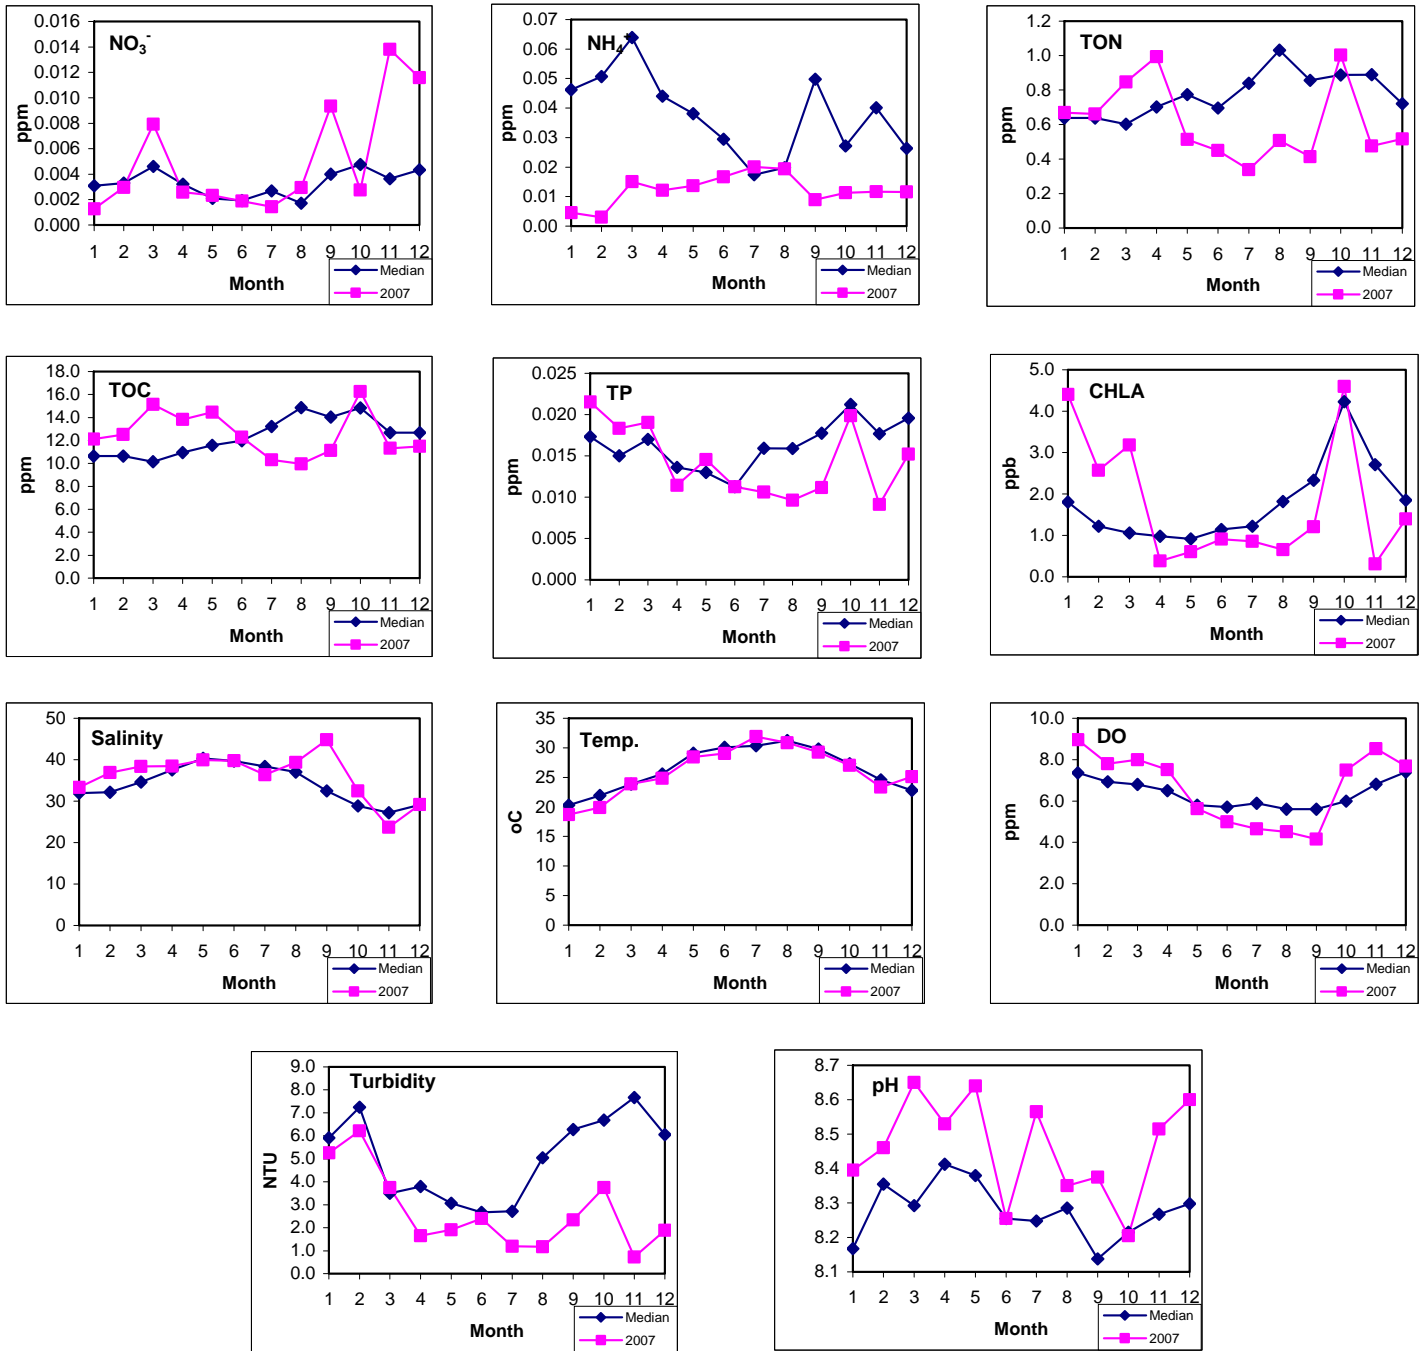 NO3-
ppm
0.016
0.014
0.012
0.010
0.008
0.006
0.004
0.002
0.000
1 2 3 4 5 6 7 8 9 10 11 12
Month
Median
2007
NH4+
ppm
0.07
0.06
0.05
0.04
0.03
0.02
0.01
0.00
1 2 3 4 5 6 7 8 9 10 11 12
Month
Median
2007
TON
ppm
1.2
1.0
0.8
0.6
0.4
0.2
0.0
1 2 3 4 5 6 7 8 9 10 11 12
Month
Median
2007
TOC
ppm
18.0
16.0
14.0
12.0
10.0
8.0
6.0
4.0
2.0
0.0
1 2 3 4 5 6 7 8 9 10 11 12
Month
Median
2007
TP
ppm
0.025
0.020
0.015
0.010
0.005
0.000
1 2 3 4 5 6 7 8 9 10 11 12
Month
Median
2007
CHLA
ppb
5.0
4.0
3.0
2.0
1.0
0.0
1 2 3 4 5 6 7 8 9 10 11 12
Month
Median
2007
Salinity
50
40
30
20
10
0
1 2 3 4 5 6 7 8 9 10 11 12
Month
Median
2007
Temp.
oC
35
30
25
20
15
10
5
0
1 2 3 4 5 6 7 8 9 10 11 12
Month
Median
2007
DO
ppm
10.0
8.0
6.0
4.0
2.0
0.0
1 2 3 4 5 6 7 8 9 10 11 12
Month
Median
2007
Turbidity
NTU
9.0
8.0
7.0
6.0
5.0
4.0
3.0
2.0
1.0
0.0
1 2 3 4 5 6 7 8 9 10 11 12
Month
Median
2007
pH
8.7
8.6
8.5
8.4
8.3
8.2
8.1
1 2 3 4 5 6 7 8 9 10 11 12
Month
Median
2007